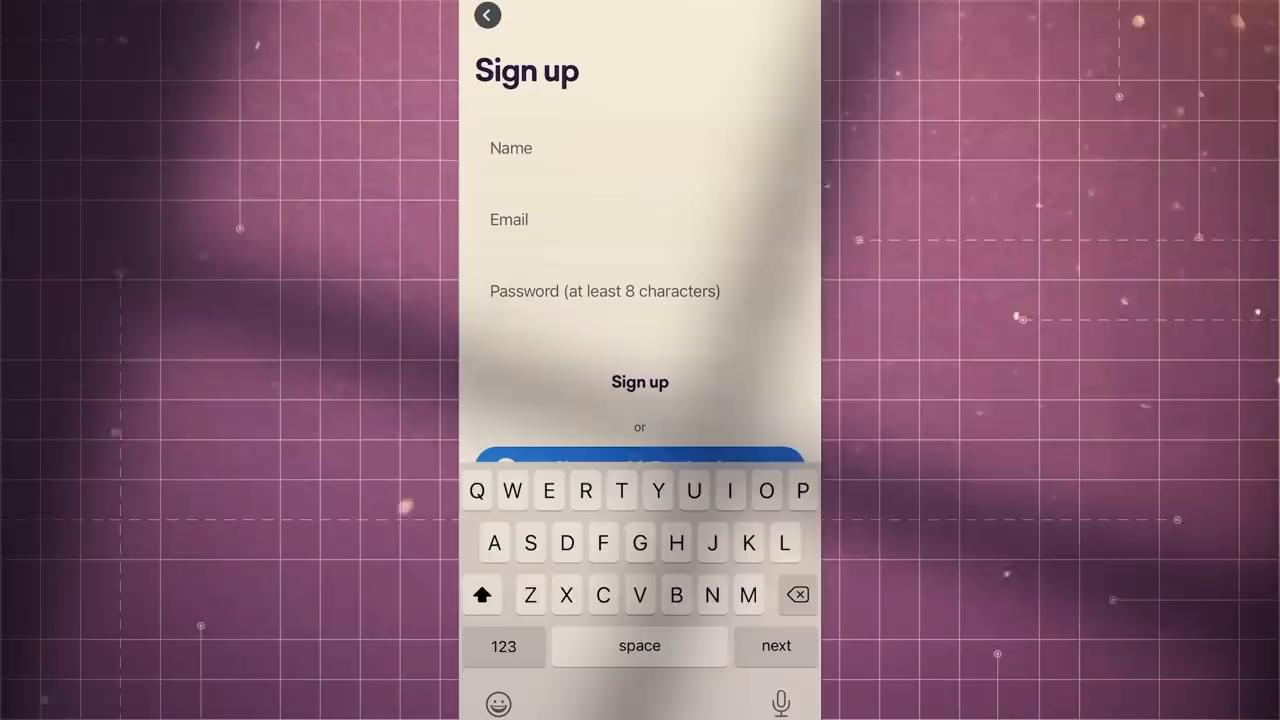 Sign up
Name
Email
Password (at least 8 characters)
Sign up
or
Q W E R T Y U I O P
A S D F G H J K L
Z X C V B N M
123 space next